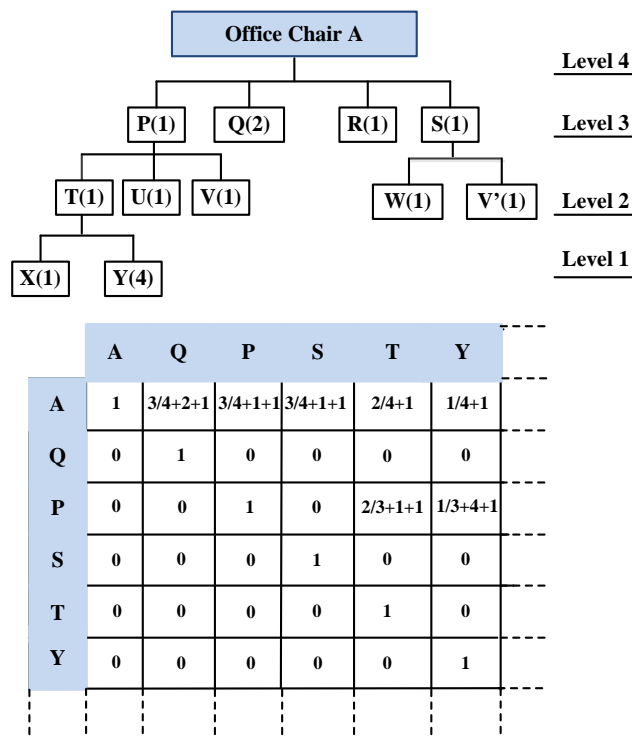 Office Chair A
Level 4
P(1) Q(2) R(1) S(1) Level 3
T(1) U(1) V(1) W(1) V’(1) Level 2
X(1) Y(4) Level 1
A Q P S T Y
A 1 3/4+2+1 3/4+1+1 3/4+1+1 2/4+1 1/4+1
Q 0 1 0 0 0 0
P 0 0 1 0 2/3+1+1 1/3+4+1
S 0 0 0 1 0 0
T 0 0 0 0 1 0
Y 0 0 0 0 0 1